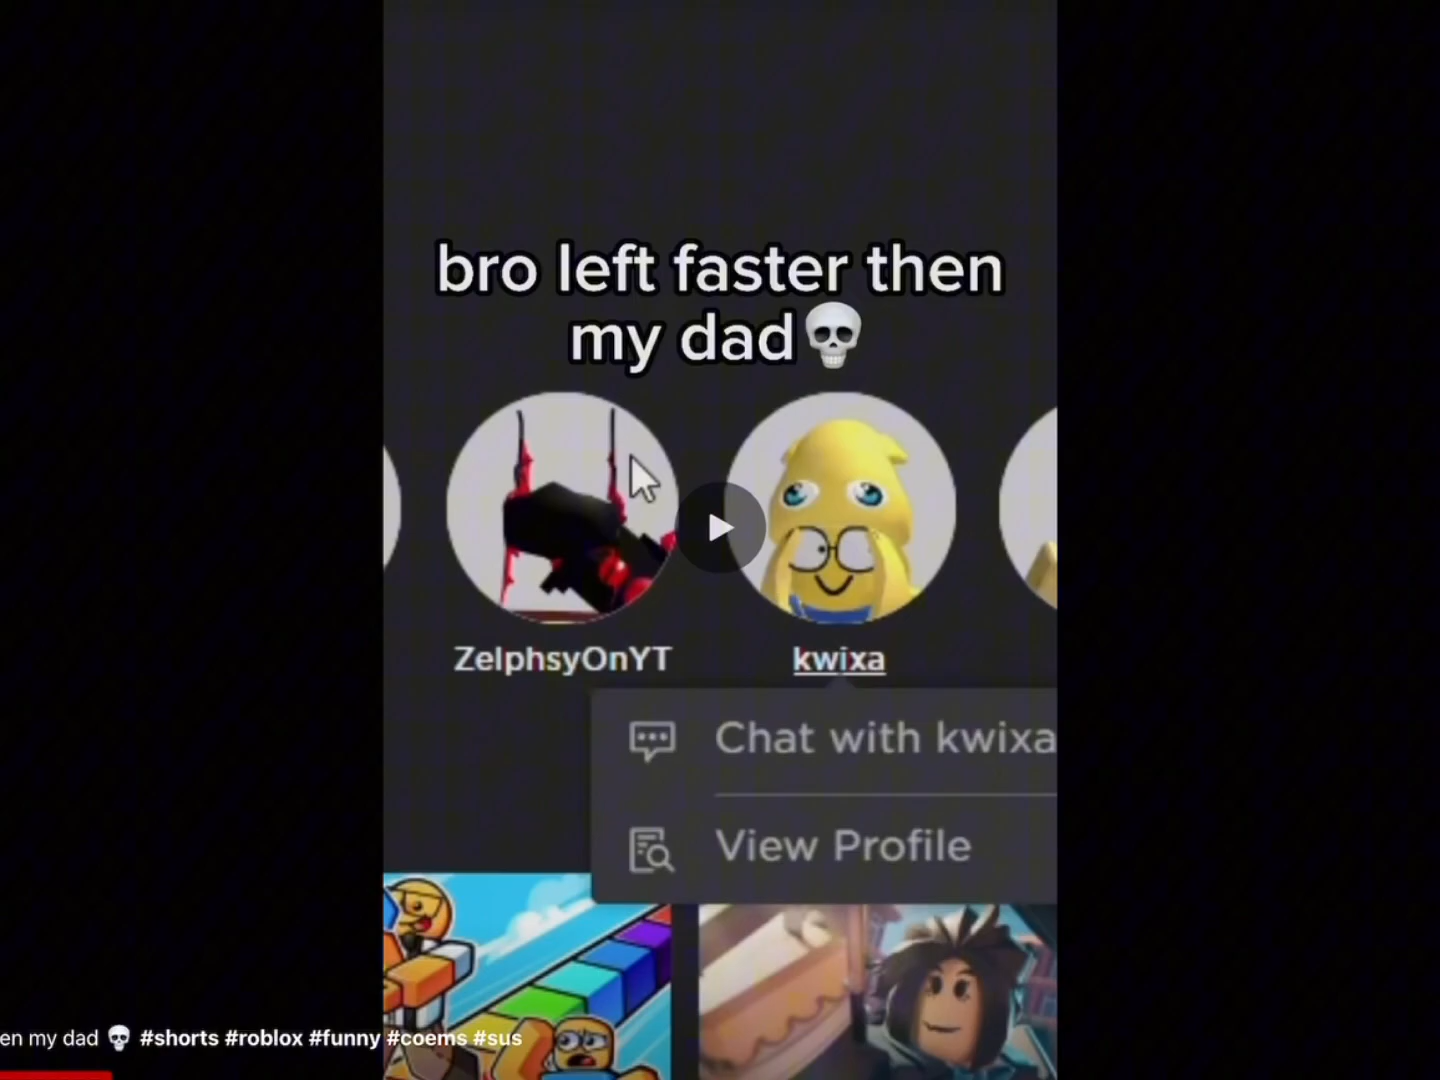 bro left faster then
my dad💀
ZelphsyOnYT
kwixa
Chat with kwixa
View Profile
en my dad 💀 #shorts #roblox #funny #coems #sus